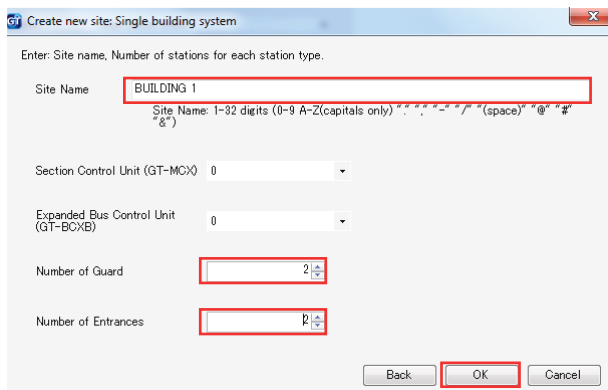 GT Create new site: Single building system
Enter: Site name, Number of stations for each station type.
Site Name BUILDING 1
Site Name: 1-32 digits (0-9 A-Z(capitals only) "." "," "-" "/" "(space)" "@" "#"
"&")
Section Control Unit (GT-MCX) 0
Expanded Bus Control Unit
(GT-BCXB) 0
Number of Guard 2
Number of Entrances 2
Back OK Cancel